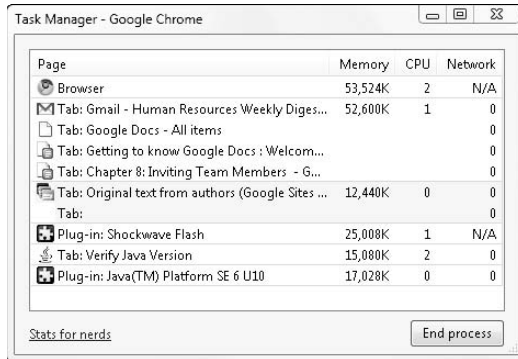 Task Manager - Google Chrome
Page Memory CPU Network
Browser 53,524K 2 N/A
Tab: Gmail - Human Resources Weekly Diges... 52,600K 1 0
Tab: Google Docs - All items 0
Tab: Getting to know Google Docs : Welcom... 0
Tab: Chapter 8: Inviting Team Members - G... 0
Tab: Original text from authors (Google Sites ... 12,440K 0 0
Tab: 0
Plug-in: Shockwave Flash 25,008K 1 N/A
Tab: Verify Java Version 15,080K 2 0
Plug-in: Java(TM) Platform SE 6 U10 17,028K 0 0
Stats for nerds End process